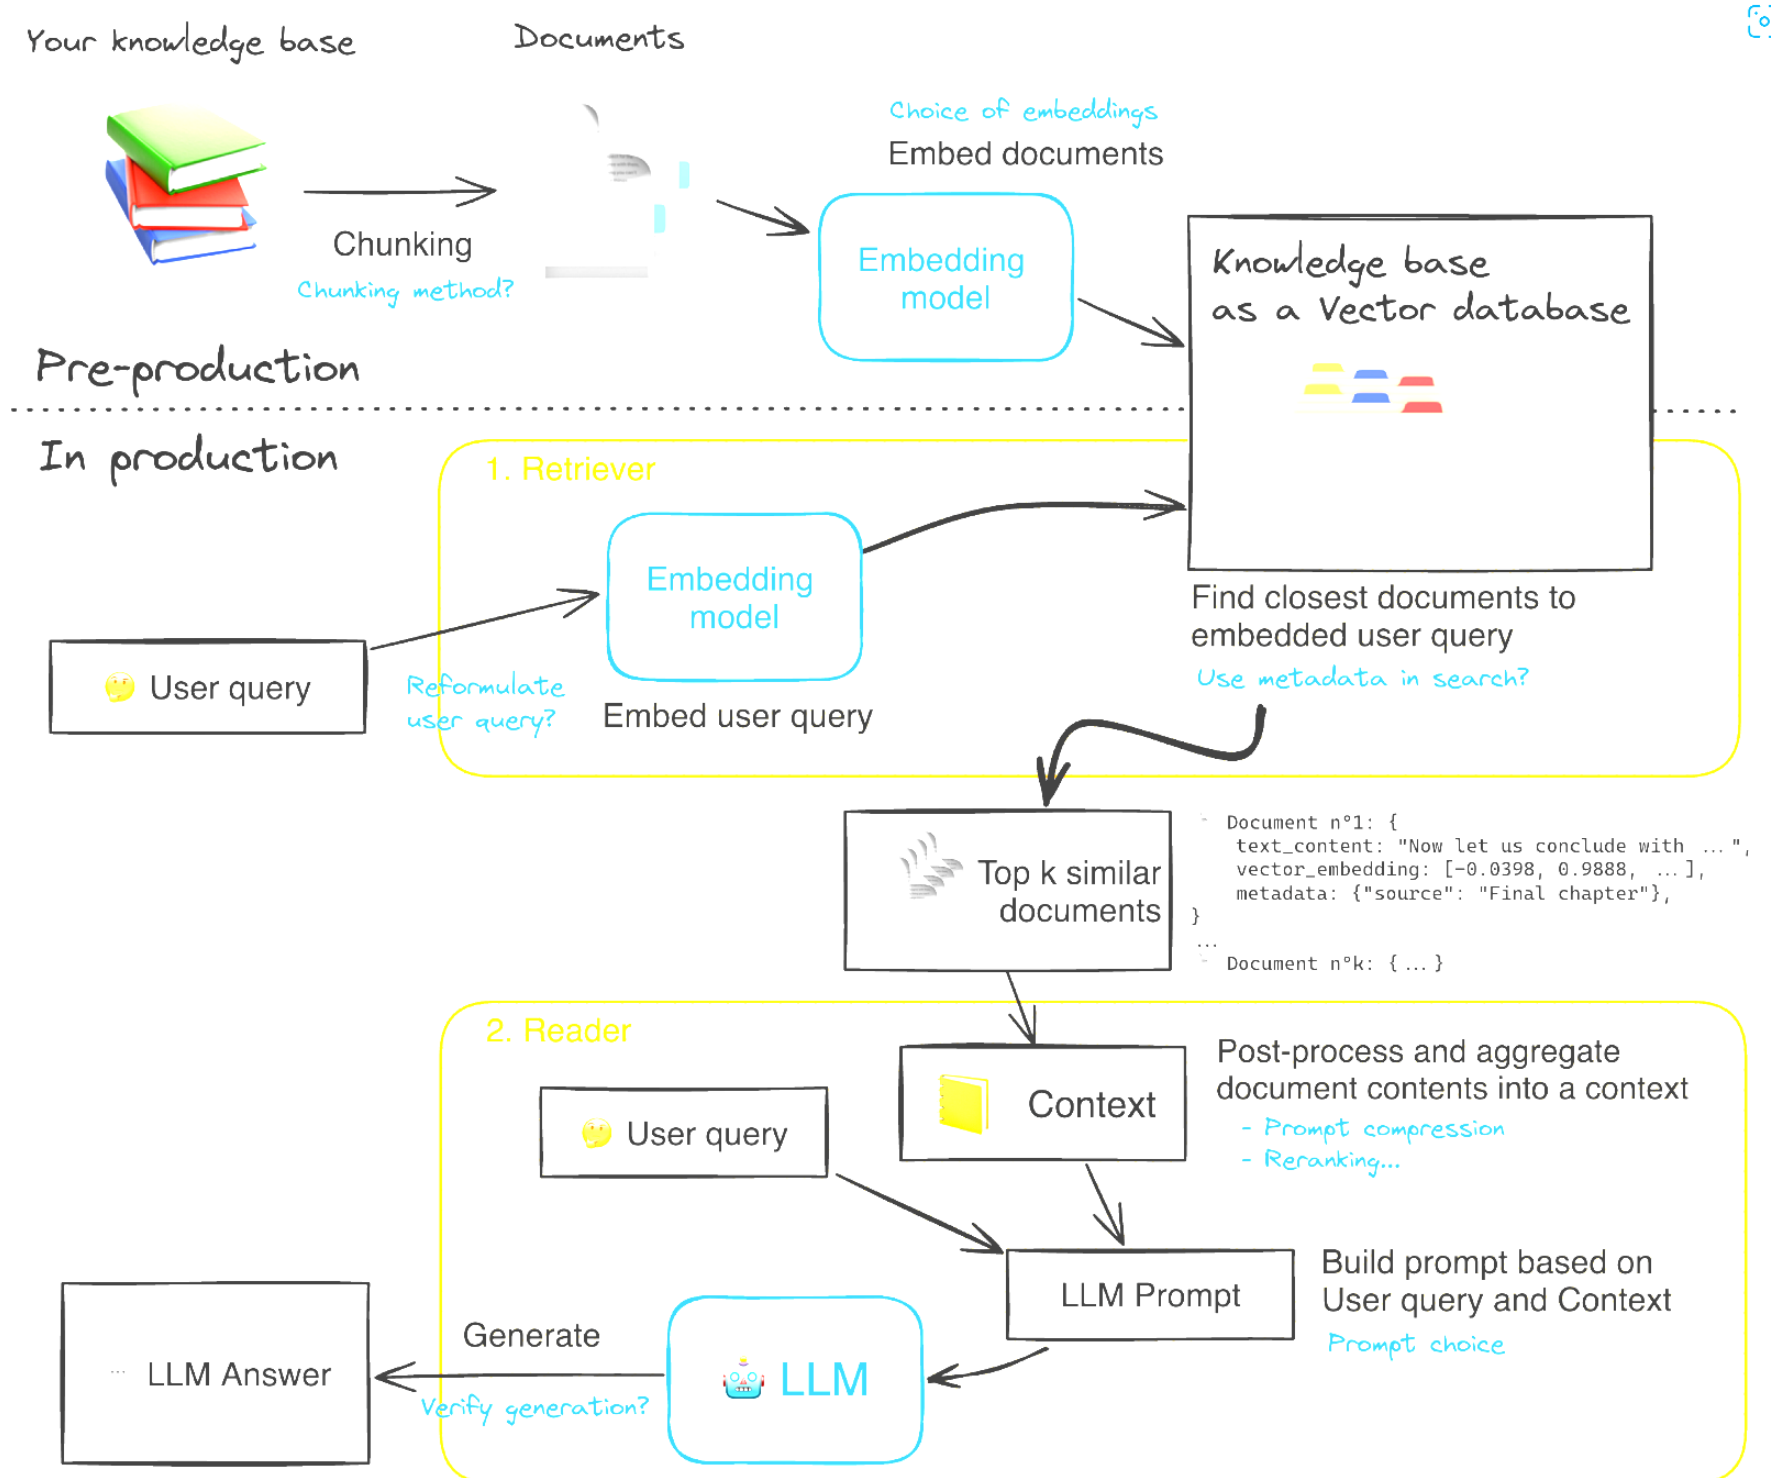 Your knowledge base
Documents
Choice of embeddings
Embed documents
Chunking
Chunking method?
Embedding
model
Knowledge base
as a Vector database
Pre-production
In production
1. Retriever
Embedding
model
User query
Reformulate
user query?
Embed user query
Find closest documents to
embedded user query
Use metadata in search?
Top k similar
documents
- Document n°1: {
text_content: "Now let us conclude with ...",
vector_embedding: [-0.0398, 0.9888, ...],
metadata: {"source": "Final chapter"},
}
...
- Document n°k: {...}
2. Reader
User query
Context
Post-process and aggregate
document contents into a context
- Prompt compression
- Reranking...
LLM Prompt
Build prompt based on
User query and Context
Prompt choice
LLM
Generate
Verify generation?
... LLM Answer